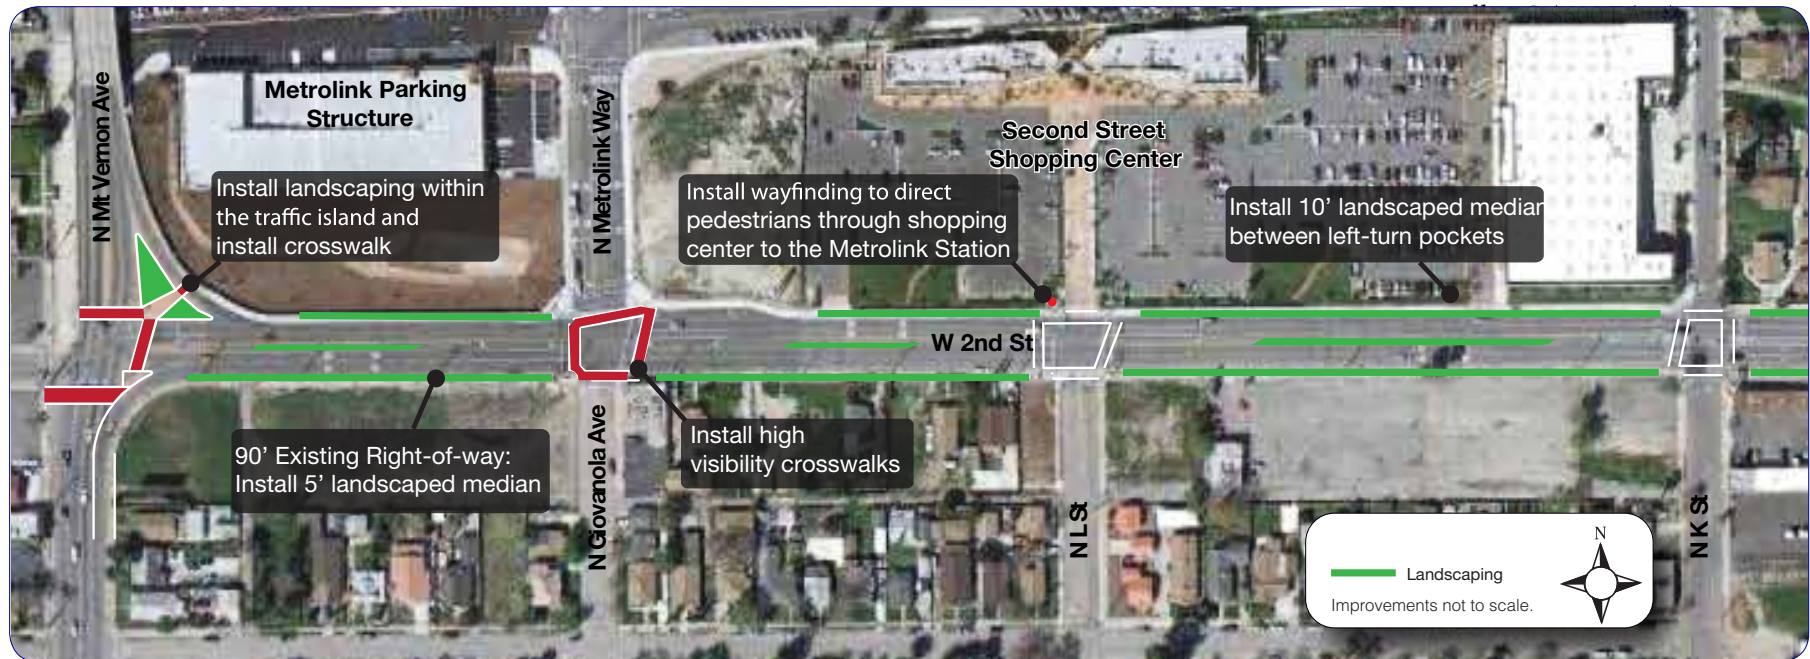 N Mt Vernon Ave
Metrolink Parking
Structure
N Metrolink Way
Second Street
Shopping Center
Install landscaping within
the traffic island and
install crosswalk
Install wayfinding to direct
pedestrians through shopping
center to the Metrolink Station
Install 10’ landscaped median
between left-turn pockets
W 2nd St
90’ Existing Right-of-way:
Install 5’ landscaped median
Install high
visibility crosswalks
N Giovanola Ave
N L St
N K St
N
Landscaping
Improvements not to scale.